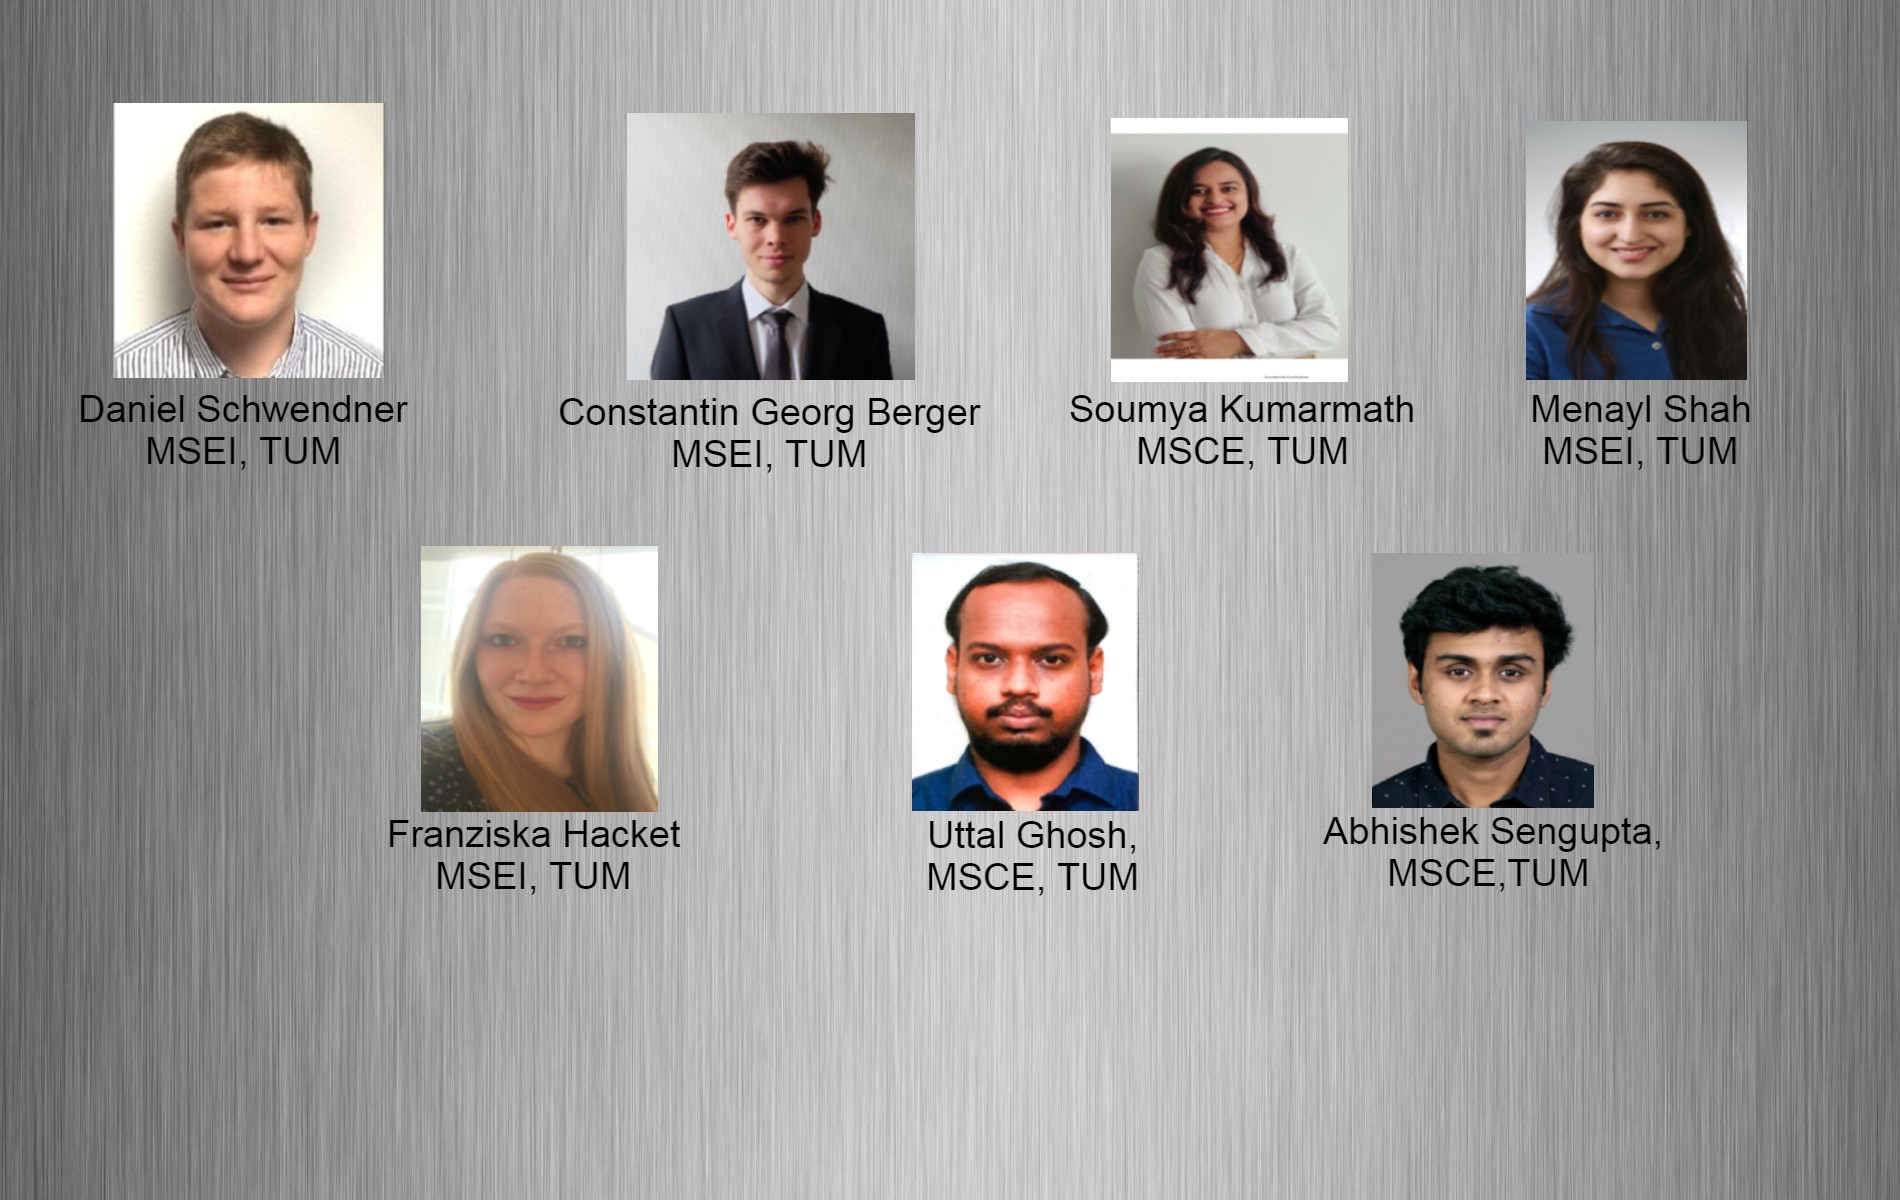 Daniel Schwendner
MSEI, TUM
Constantin Georg Berger
MSEI, TUM
Soumya Kumarmath
MSCE, TUM
Menayl Shah
MSEI, TUM
Franziska Hacket
MSEI, TUM
Uttal Ghosh,
MSCE, TUM
Abhishek Sengupta,
MSCE,TUM